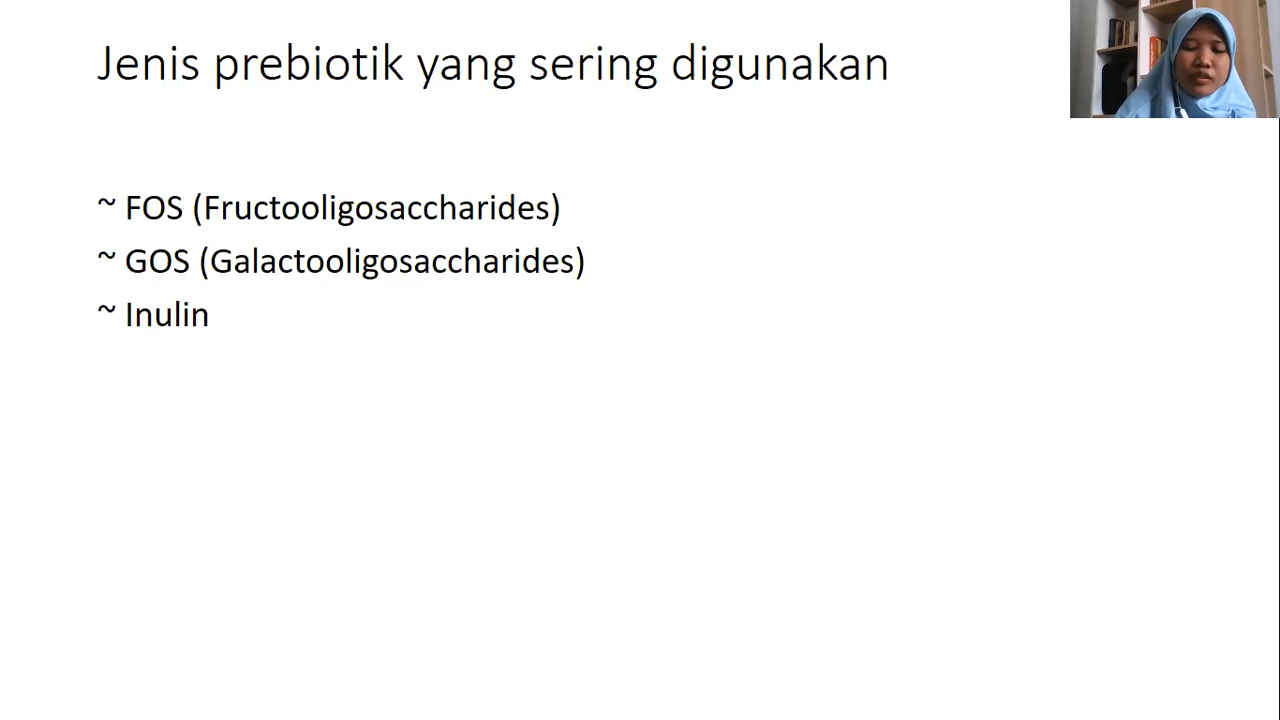 Jenis prebiotik yang sering digunakan
~ FOS (Fructooligosaccharides)
~ GOS (Galactooligosaccharides)
~ Inulin